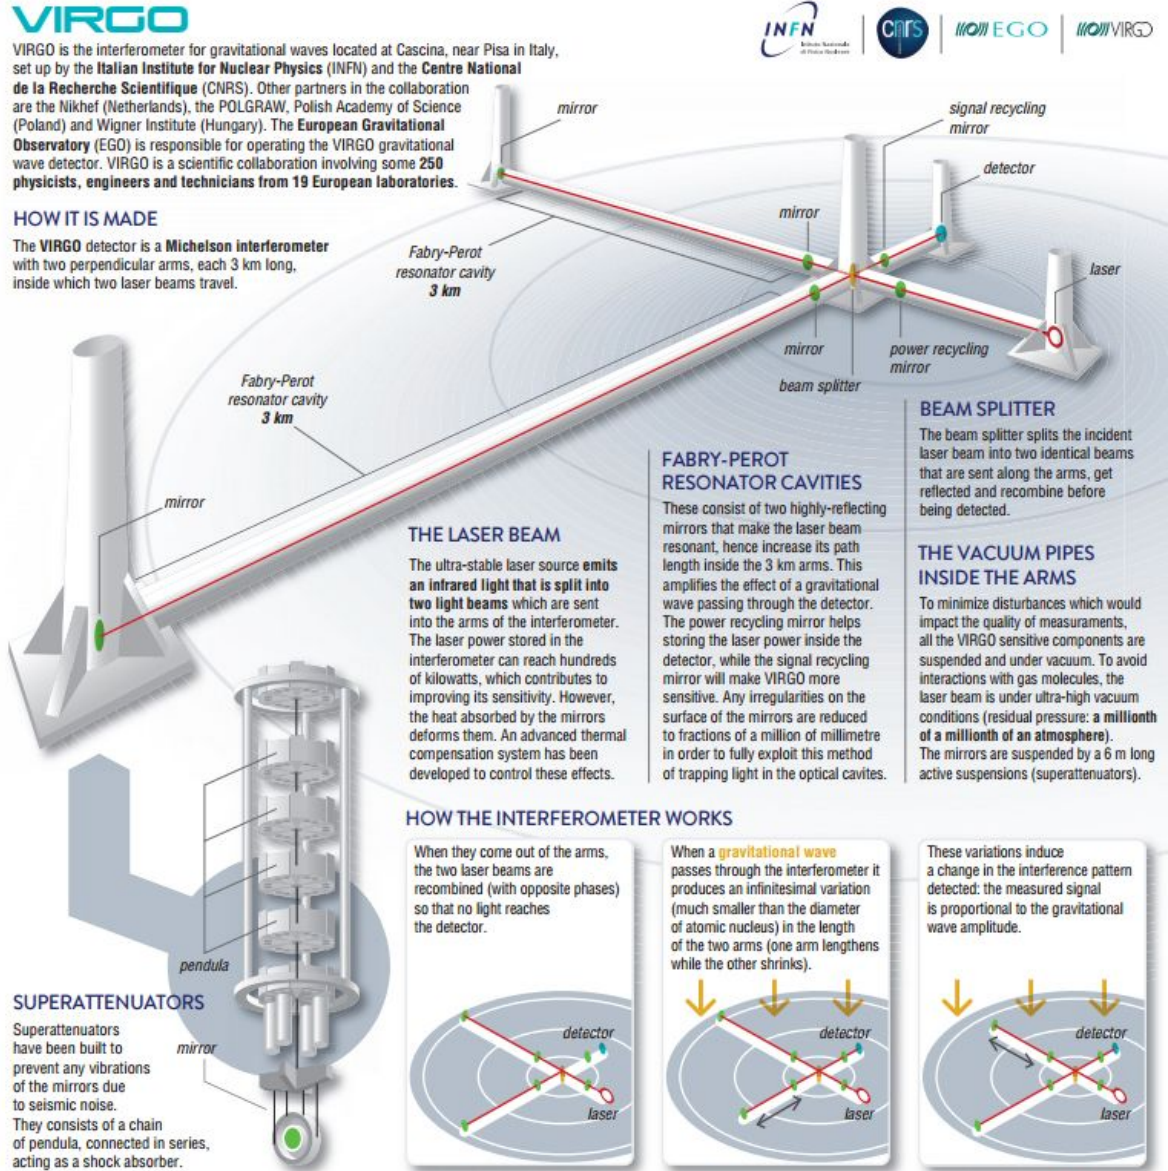 VIRGO
INFN
Istituto Nazionale
di Fisica Nucleare
cnrs
EGO
VIRGO
VIRGO is the interferometer for gravitational waves located at Cascina, near Pisa in Italy,
set up by the Italian Institute for Nuclear Physics (INFN) and the Centre National
de la Recherche Scientifique (CNRS). Other partners in the collaboration
are the Nikhef (Netherlands), the POLGRAW, Polish Academy of Science
(Poland) and Wigner Institute (Hungary). The European Gravitational
Observatory (EGO) is responsible for operating the VIRGO gravitational
wave detector. VIRGO is a scientific collaboration involving some 250
physicists, engineers and technicians from 19 European laboratories.
HOW IT IS MADE
The VIRGO detector is a Michelson interferometer
with two perpendicular arms, each 3 km long,
inside which two laser beams travel.
mirror
signal recycling
mirror
detector
mirror
Fabry-Perot
resonator cavity
3 km
laser
mirror
power recycling
mirror
beam splitter
Fabry-Perot
resonator cavity
3 km
mirror
THE LASER BEAM
The ultra-stable laser source emits
an infrared light that is split into
two light beams which are sent
into the arms of the interferometer.
The laser power stored in the
interferometer can reach hundreds
of kilowatts, which contributes to
improving its sensitivity. However,
the heat absorbed by the mirrors
deforms them. An advanced thermal
compensation system has been
developed to control these effects.
FABRY-PEROT
RESONATOR CAVITIES
These consist of two highly-reflecting
mirrors that make the laser beam
resonant, hence increase its path
length inside the 3 km arms. This
amplifies the effect of a gravitational
wave passing through the detector.
The power recycling mirror helps
storing the laser power inside the
detector, while the signal recycling
mirror will make VIRGO more
sensitive. Any irregularities on the
surface of the mirrors are reduced
to fractions of a million of millimetre
in order to fully exploit this method
of trapping light in the optical cavites.
BEAM SPLITTER
The beam splitter splits the incident
laser beam into two identical beams
that are sent along the arms, get
reflected and recombine before
being detected.
THE VACUUM PIPES
INSIDE THE ARMS
To minimize disturbances which would
impact the quality of measuraments,
all the VIRGO sensitive components are
suspended and under vacuum. To avoid
interactions with gas molecules, the
laser beam is under ultra-high vacuum
conditions (residual pressure: a millionth
of a millionth of an atmosphere).
The mirrors are suspended by a 6 m long
active suspensions (superattenuators).
pendula
mirror
SUPERATTENUATORS
Superattenuators
have been built to
prevent any vibrations
of the mirrors due
to seismic noise.
They consists of a chain
of pendula, connected in series,
acting as a shock absorber.
HOW THE INTERFEROMETER WORKS
When they come out of the arms,
the two laser beams are
recombined (with opposite phases)
so that no light reaches
the detector.
detector
laser
When a gravitational wave
passes through the interferometer it
produces an infinitesimal variation
(much smaller than the diameter
of atomic nucleus) in the length
of the two arms (one arm lengthens
while the other shrinks).
detector
laser
These variations induce
a change in the interference pattern
detected: the measured signal
is proportional to the gravitational
wave amplitude.
detector
laser